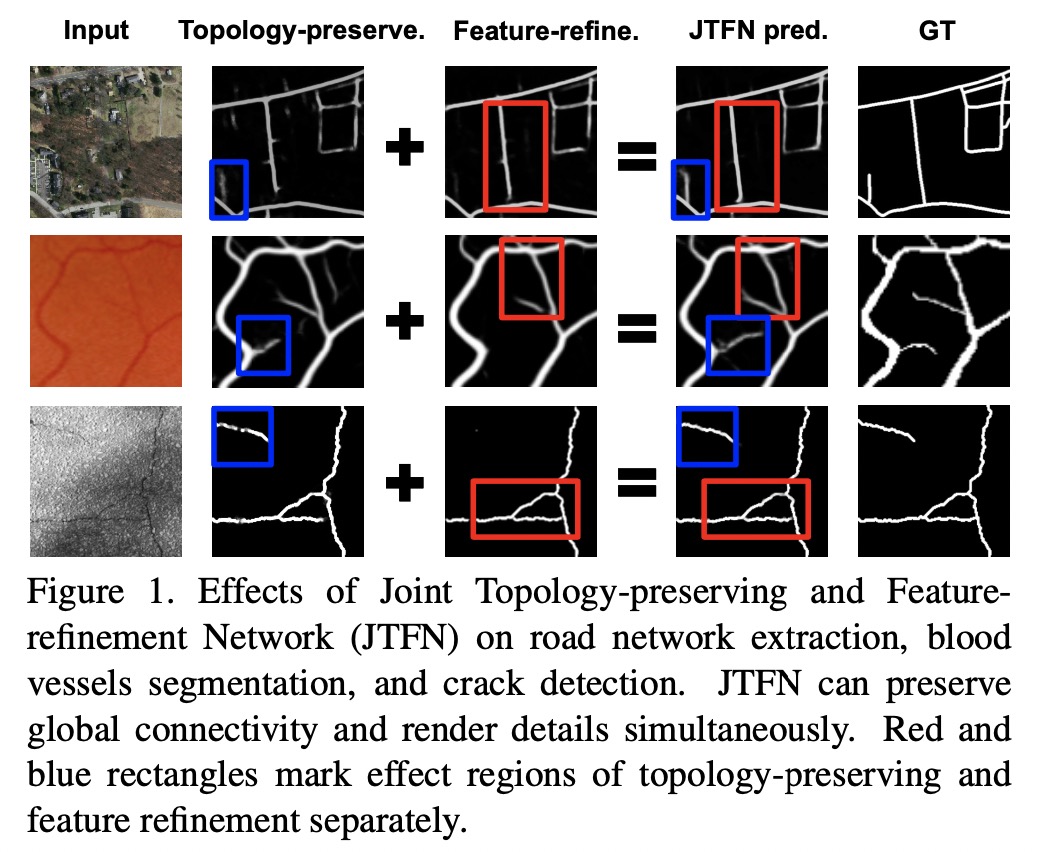 Input Topology-preserve. Feature-refine. JTFN pred. GT
+ =
+ =
+ =
Figure 1. Effects of Joint Topology-preserving and Feature-
refinement Network (JTFN) on road network extraction, blood
vessels segmentation, and crack detection. JTFN can preserve
global connectivity and render details simultaneously. Red and
blue rectangles mark effect regions of topology-preserving and
feature refinement separately.